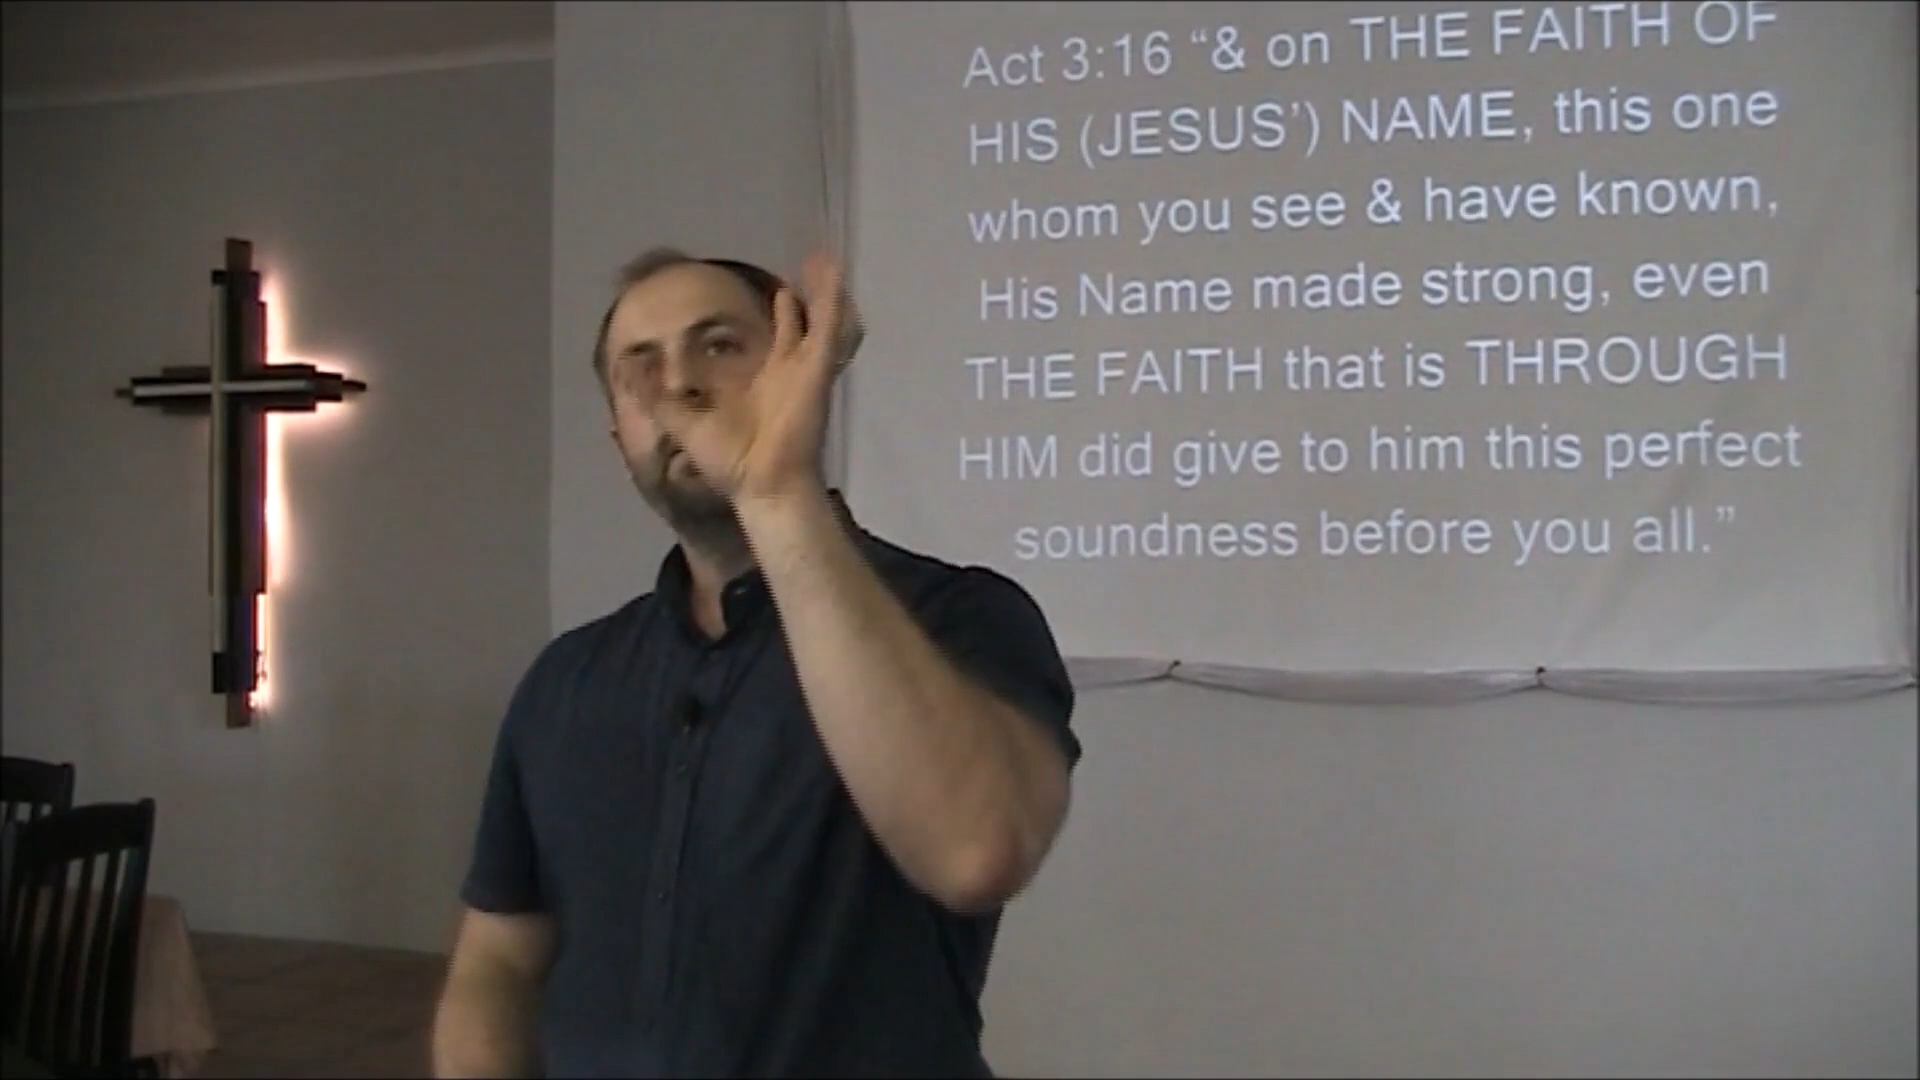 Act 3:16 “& on THE FAITH OF
HIS (JESUS’) NAME, this one
whom you see & have known,
His Name made strong, even
THE FAITH that is THROUGH
HIM did give to him this perfect
soundness before you all.”